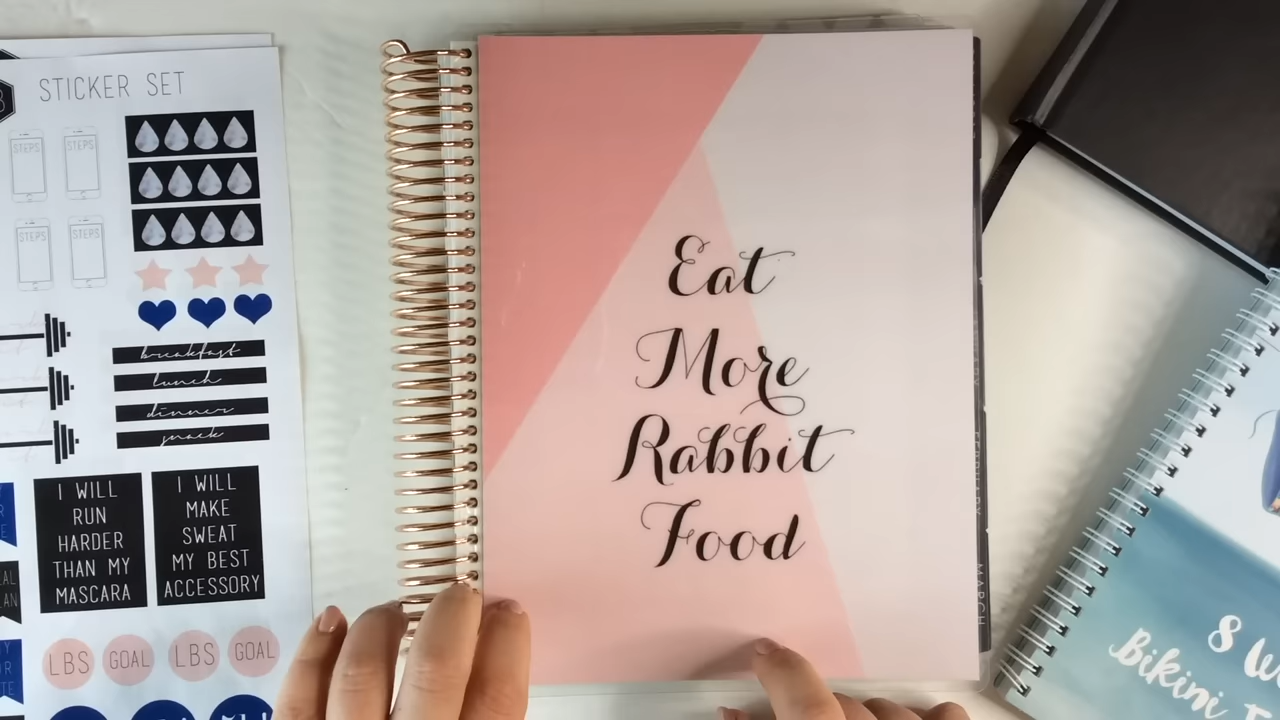 STICKER SET
STEPS
STEPS
STEPS
STEPS
breakfast
lunch
dinner
snack
I WILL
RUN
HARDER
THAN MY
MASCARA
I WILL
MAKE
SWEAT
MY BEST
ACCESSORY
LBS
GOAL
LBS
GOAL
Eat
More
Rabbit
Food
FEBRUARY
MARCH
8 W
Bikini